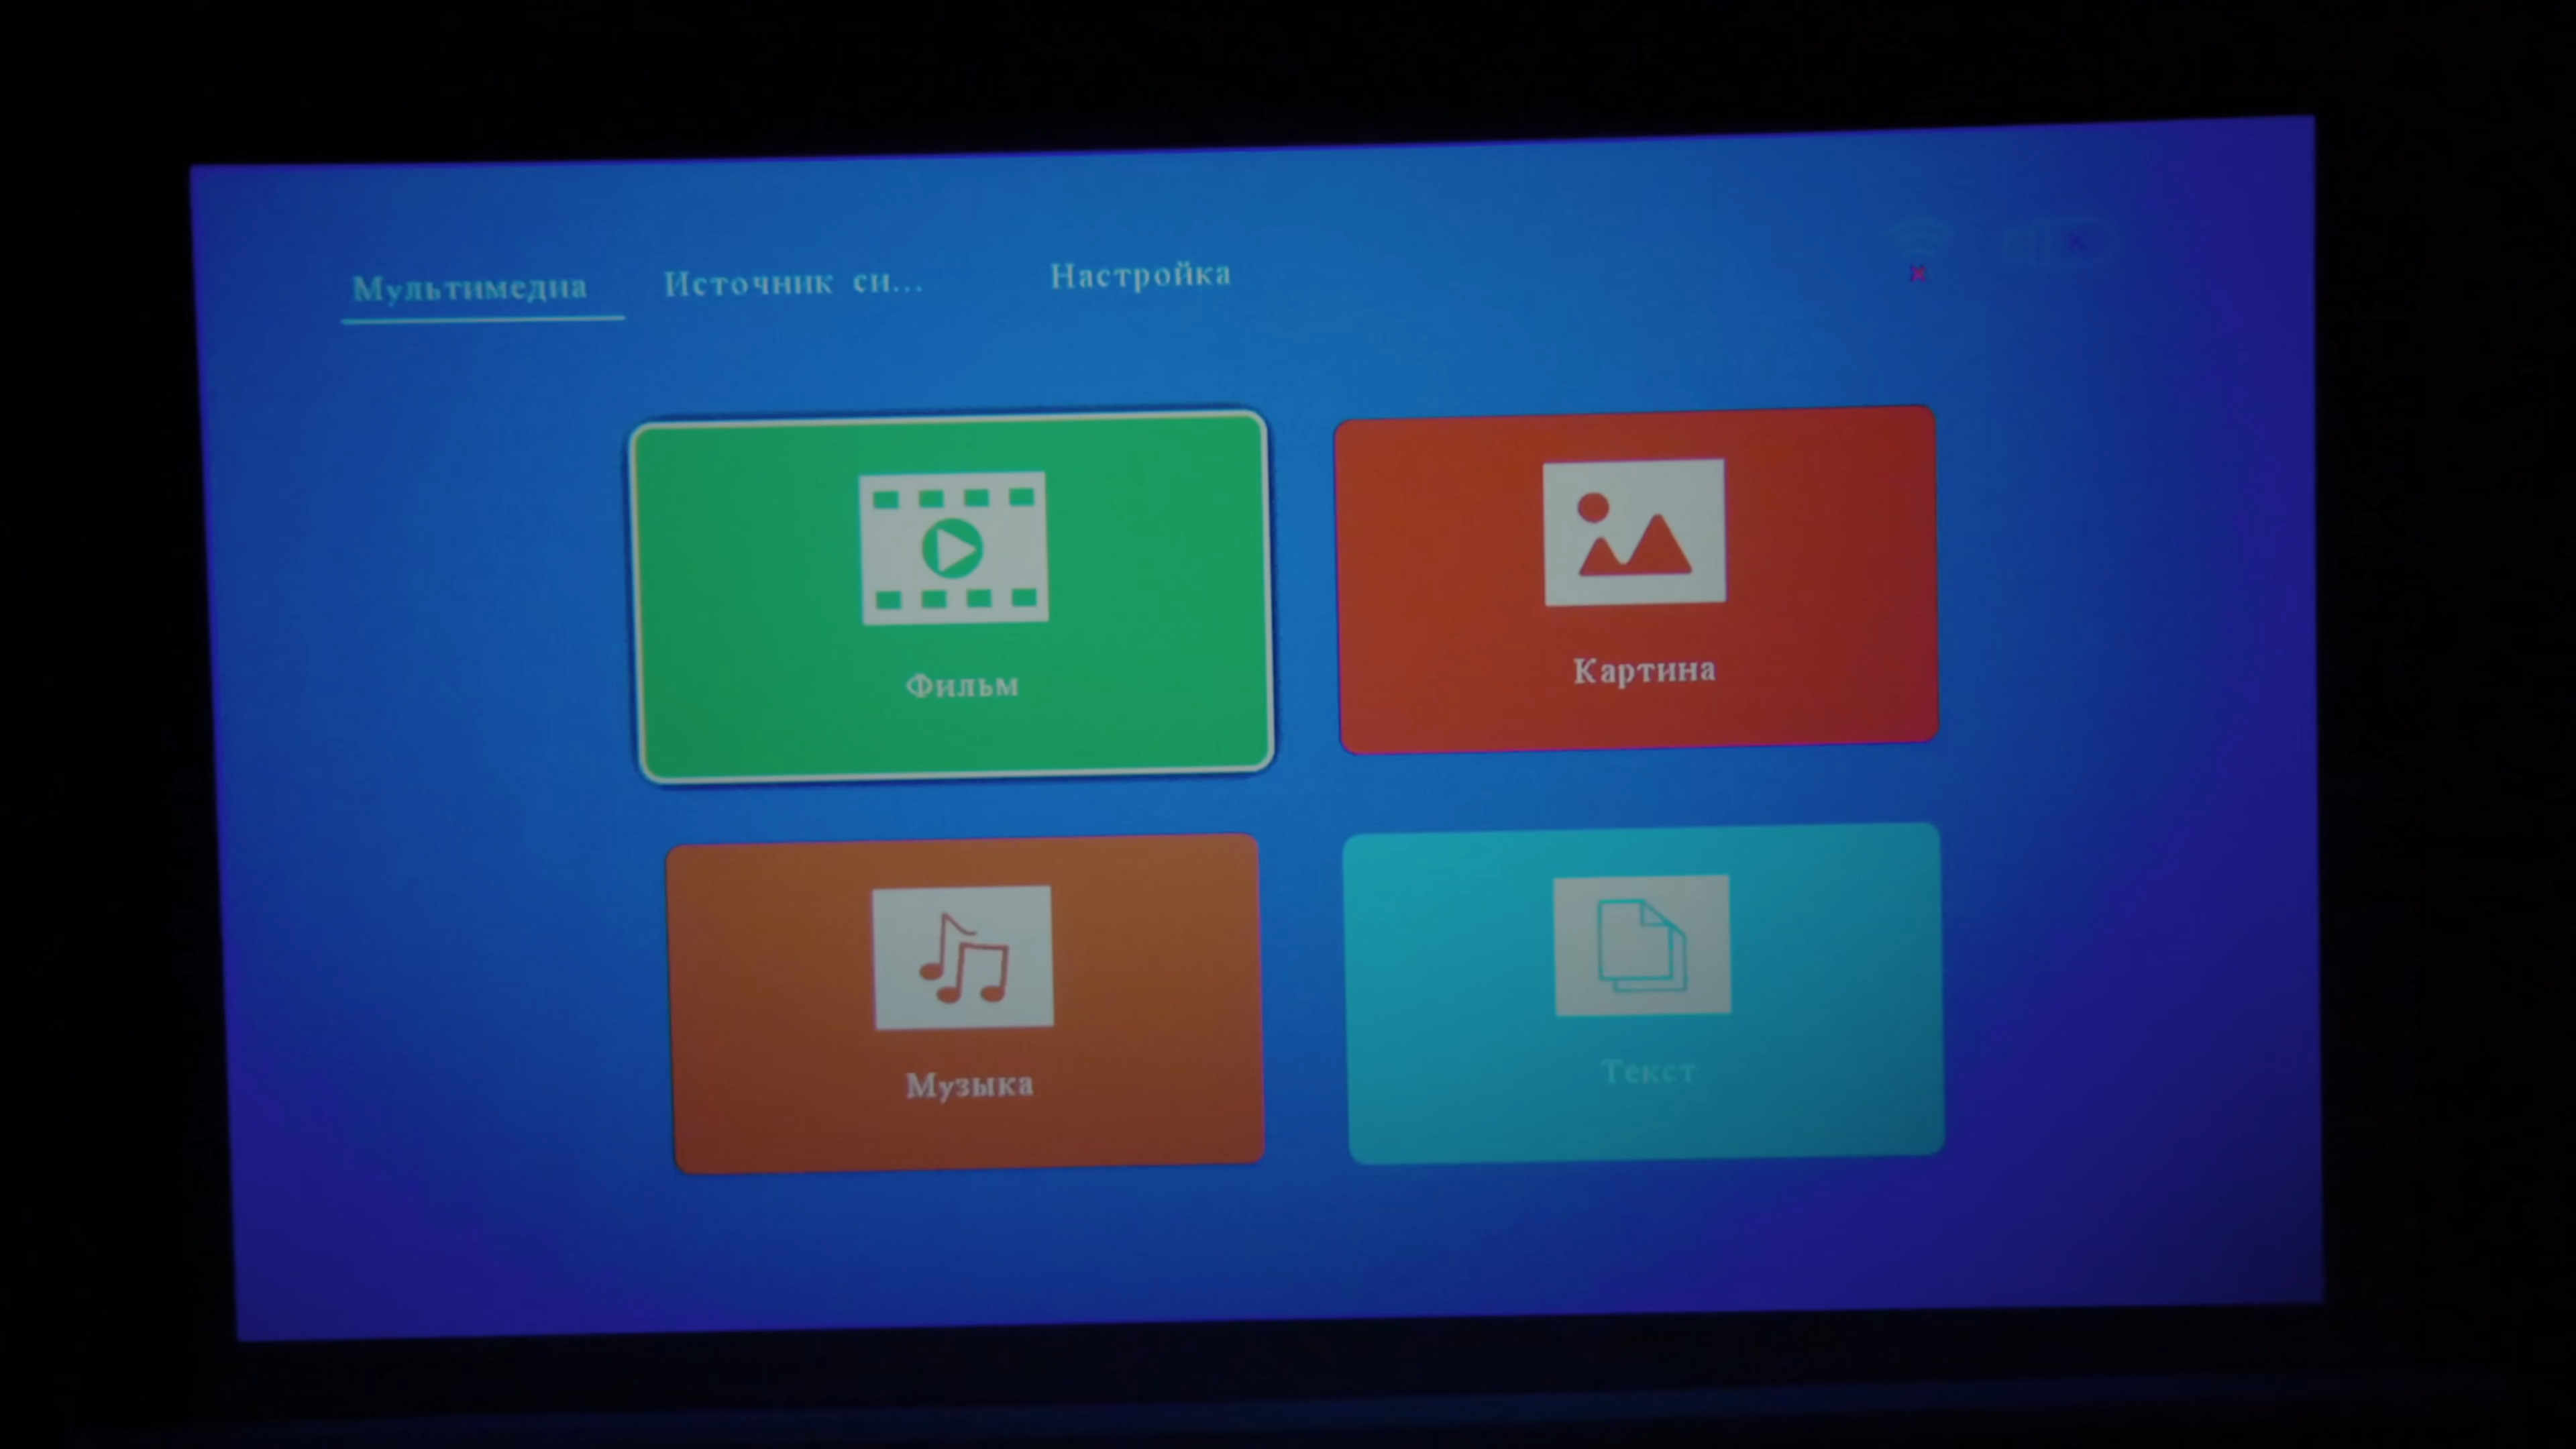 Мультимедиа
Источник си...
Настройка
Фильм
Картина
Музыка
Текст